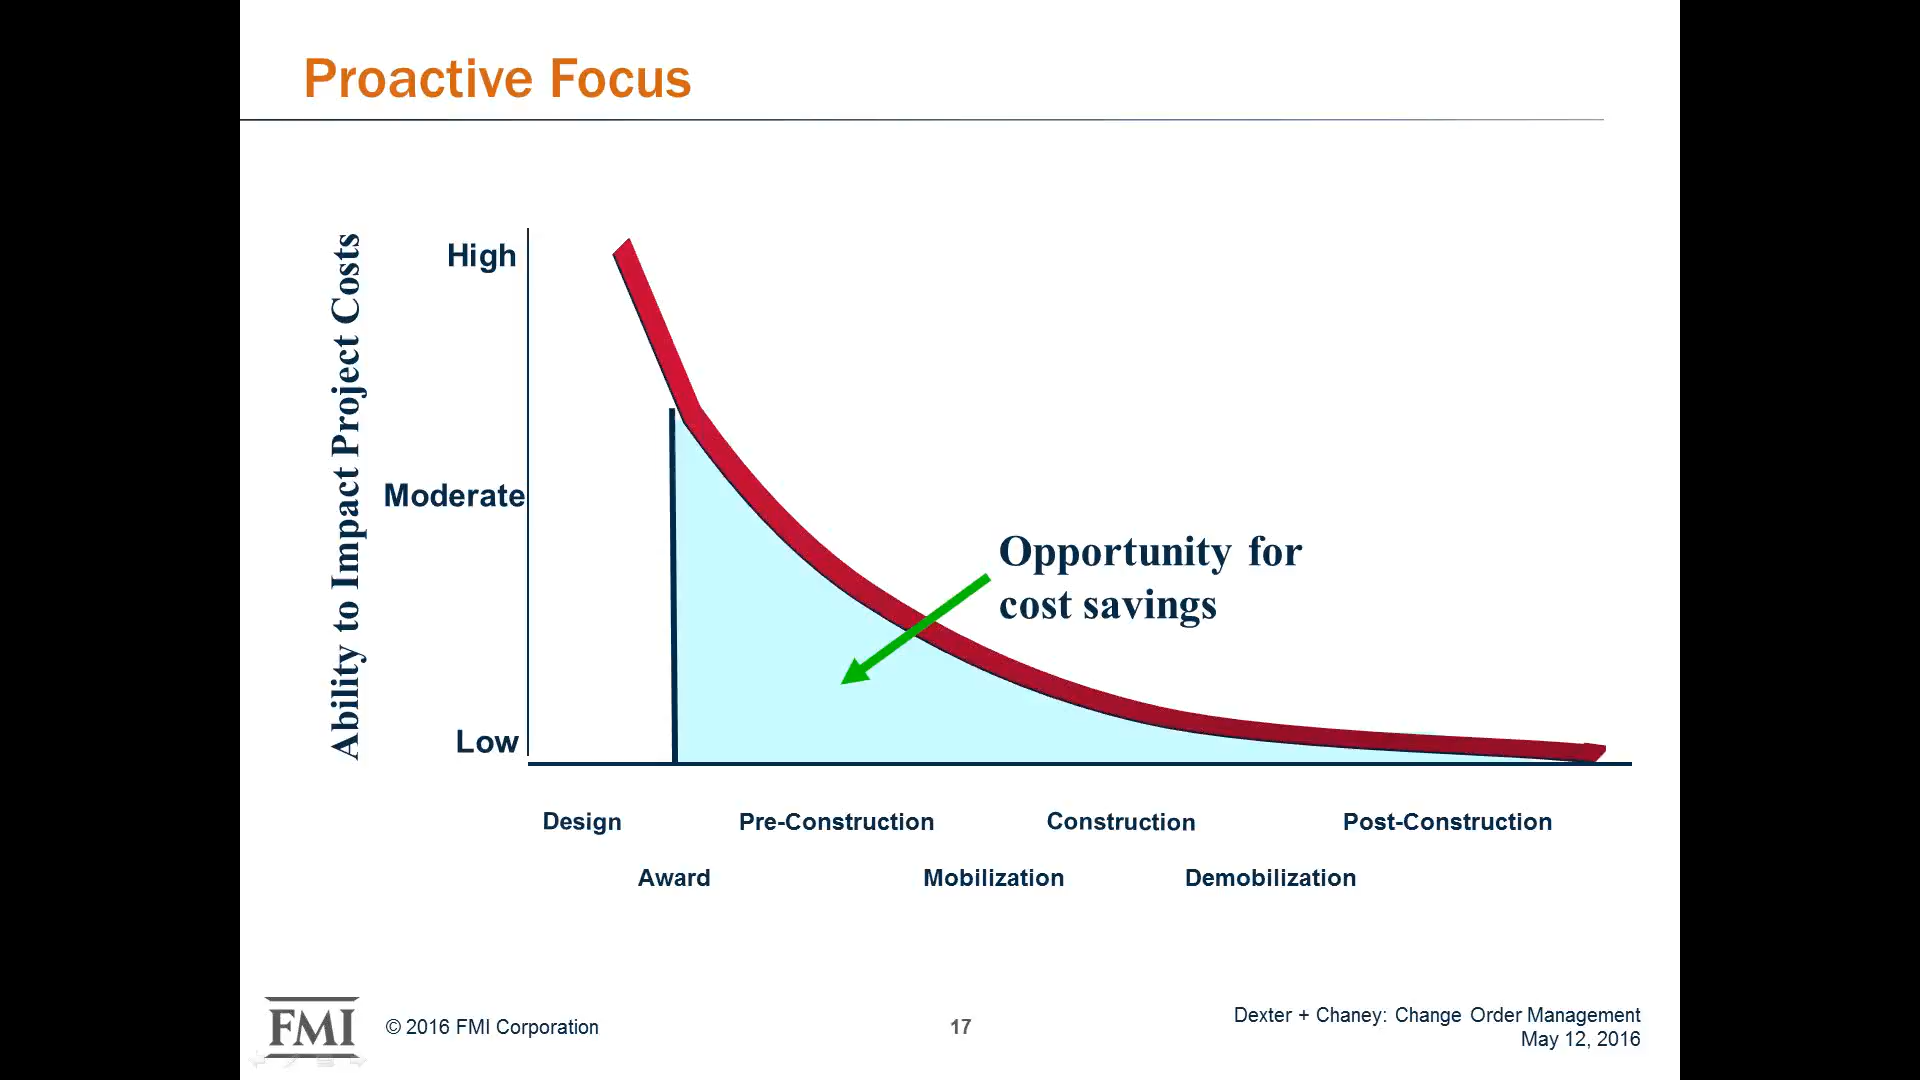 Proactive Focus
Ability to Impact Project Costs
High
Moderate
Low
Opportunity for
cost savings
Design
Pre-Construction
Construction
Post-Construction
Award
Mobilization
Demobilization
FMI
© 2016 FMI Corporation
17
Dexter + Chaney: Change Order Management
May 12, 2016